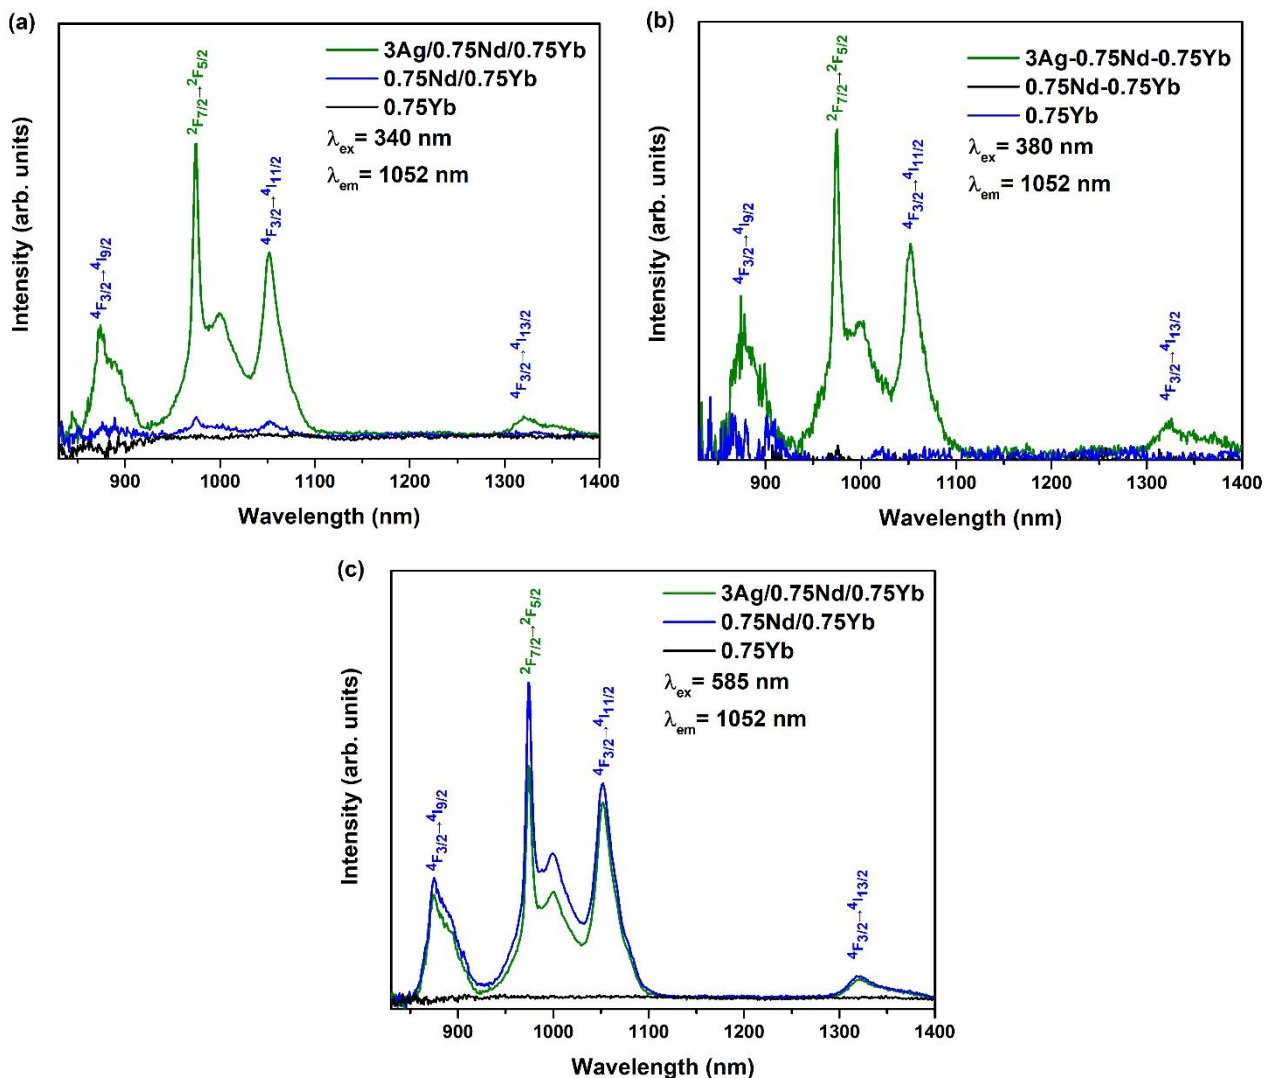 (a)
3Ag/0.75Nd/0.75Yb
0.75Nd/0.75Yb
0.75Yb
λex= 340 nm
λem= 1052 nm
4F3/2→4I9/2
2F7/2→2F5/2
4F3/2→4I11/2
4F3/2→4I13/2
Intensity (arb. units)
900 1000 1100 1200 1300 1400
Wavelength (nm)
(b)
3Ag-0.75Nd-0.75Yb
0.75Nd-0.75Yb
0.75Yb
λex= 380 nm
λem= 1052 nm
4F3/2→4I9/2
2F7/2→2F5/2
4F3/2→4I11/2
4F3/2→4I13/2
Intensity (arb. units)
900 1000 1100 1200 1300 1400
Wavelength (nm)
(c)
3Ag/0.75Nd/0.75Yb
0.75Nd/0.75Yb
0.75Yb
λex= 585 nm
λem= 1052 nm
4F3/2→4I9/2
2F7/2→2F5/2
4F3/2→4I11/2
4F3/2→4I13/2
Intensity (arb. units)
900 1000 1100 1200 1300 1400
Wavelength (nm)